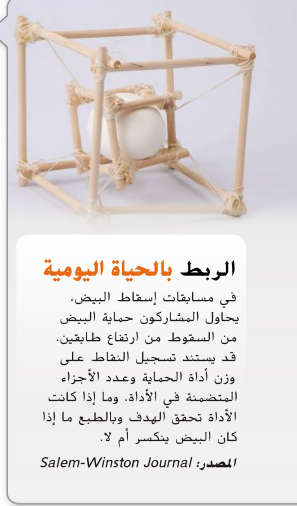 الربط بالحياة اليومية
في مسابقات إسقاط البيض،
يحاول المشاركون حماية البيض
من السقوط من ارتفاع طابقين.
قد يستند تسجيل النقاط على
وزن أداة الحماية وعدد الأجزاء
المتضمنة في الأداة، وما إذا كانت
الأداة تحقق الهدف وبالطبع ما إذا
كان البيض ينكسر أم لا.
المصدر: Salem-Winston Journal